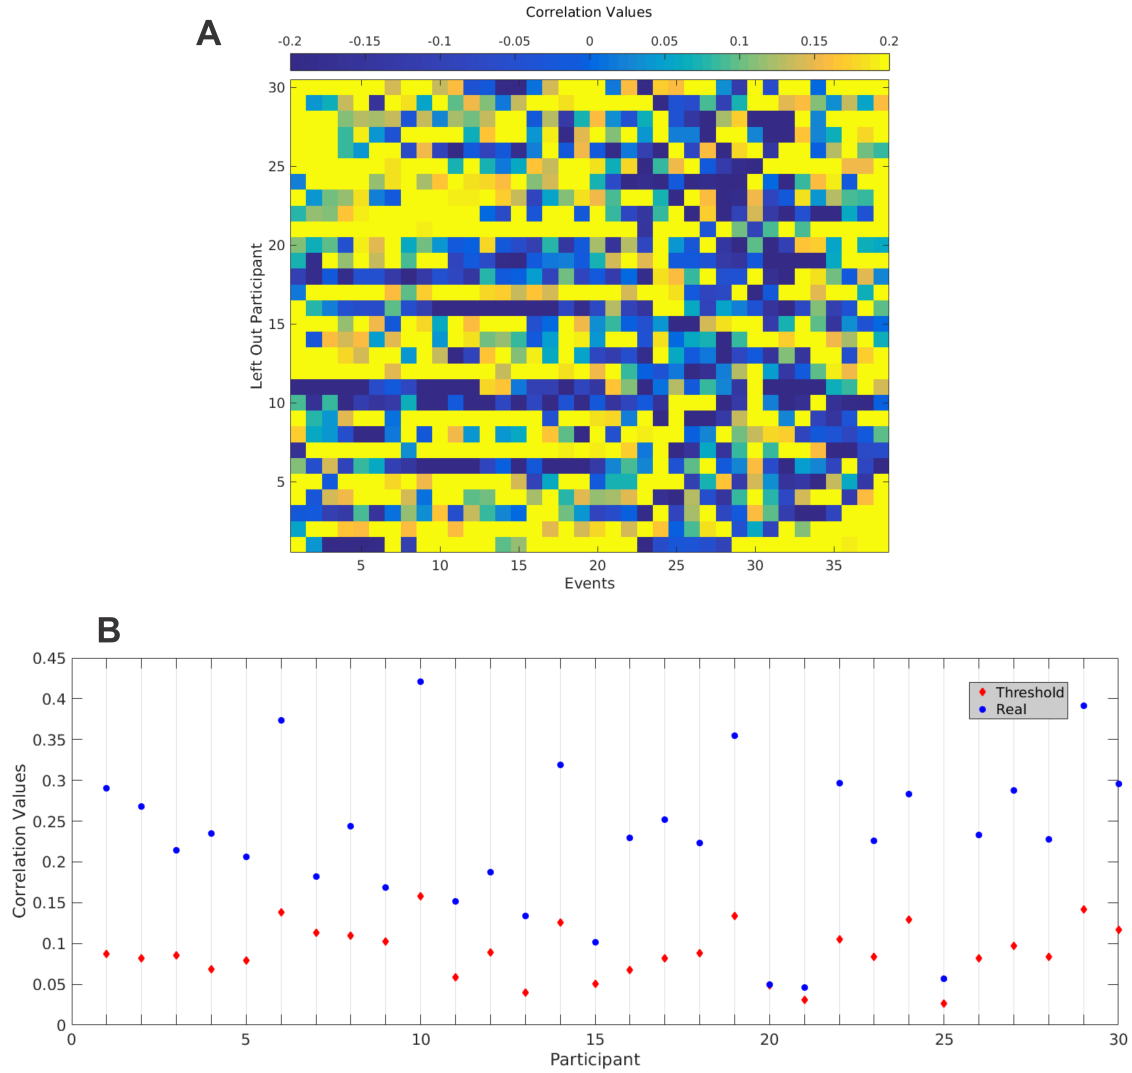 A
Correlation Values
-0.2 -0.15 -0.1 -0.05 0 0.05 0.1 0.15 0.2
30
25
20
15
10
5
Left Out Participant
5 10 15 20 25 30 35
Events
B
0.45
0.4
0.35
0.3
0.25
0.2
0.15
0.1
0.05
0
Correlation Values
Threshold
Real
0 5 10 15 20 25 30
Participant